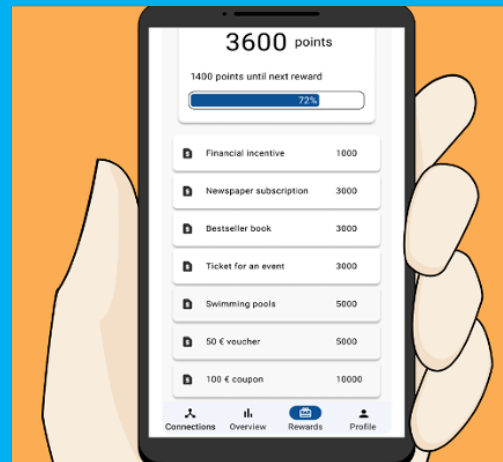 3600 points
1400 points until next reward
72%
Financial incentive 1000
Newspaper subscription 3000
Bestseller book 3000
Ticket for an event 3000
Swimming pools 5000
50 € voucher 5000
100 € coupon 10000
Connections Overview Rewards Profile